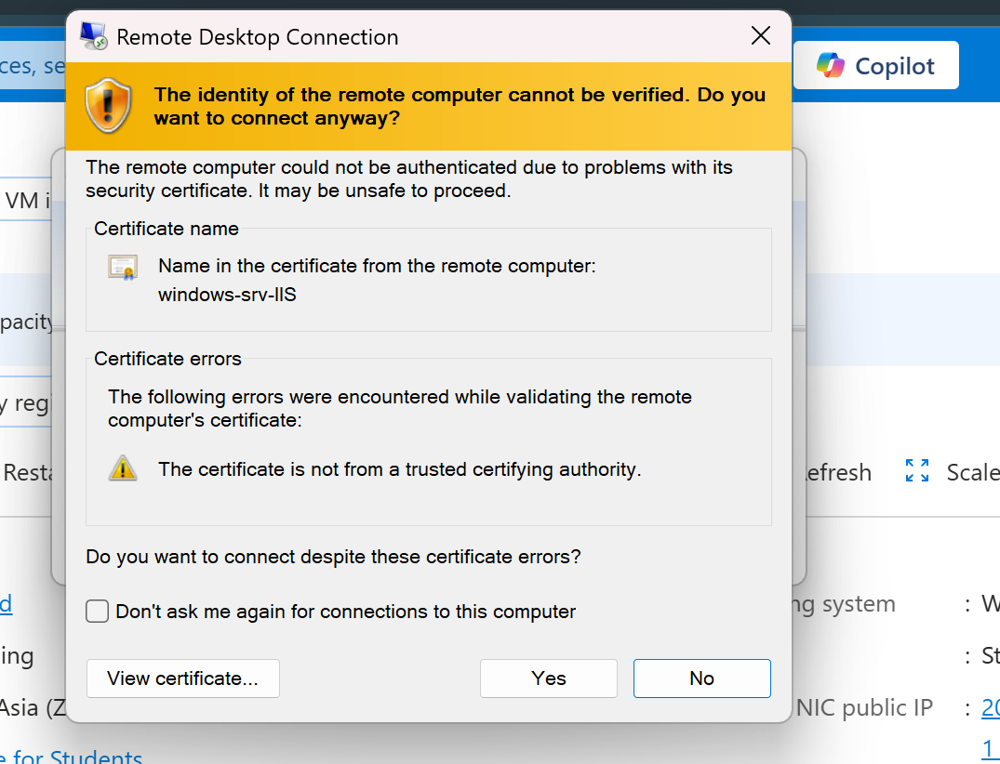 Remote Desktop Connection
ces, se
Copilot
The identity of the remote computer cannot be verified. Do you
want to connect anyway?
The remote computer could not be authenticated due to problems with its
security certificate. It may be unsafe to proceed.
VM i
Certificate name
Name in the certificate from the remote computer:
windows-srv-IIS
pacity
Certificate errors
The following errors were encountered while validating the remote
computer's certificate:
y reg
The certificate is not from a trusted certifying authority.
Resta
efresh
Scale
Do you want to connect despite these certificate errors?
d
Don't ask me again for connections to this computer
ng system
: W
ing
: St
View certificate...
Yes
No
Asia (Z
NIC public IP
: 20
1
e for Students